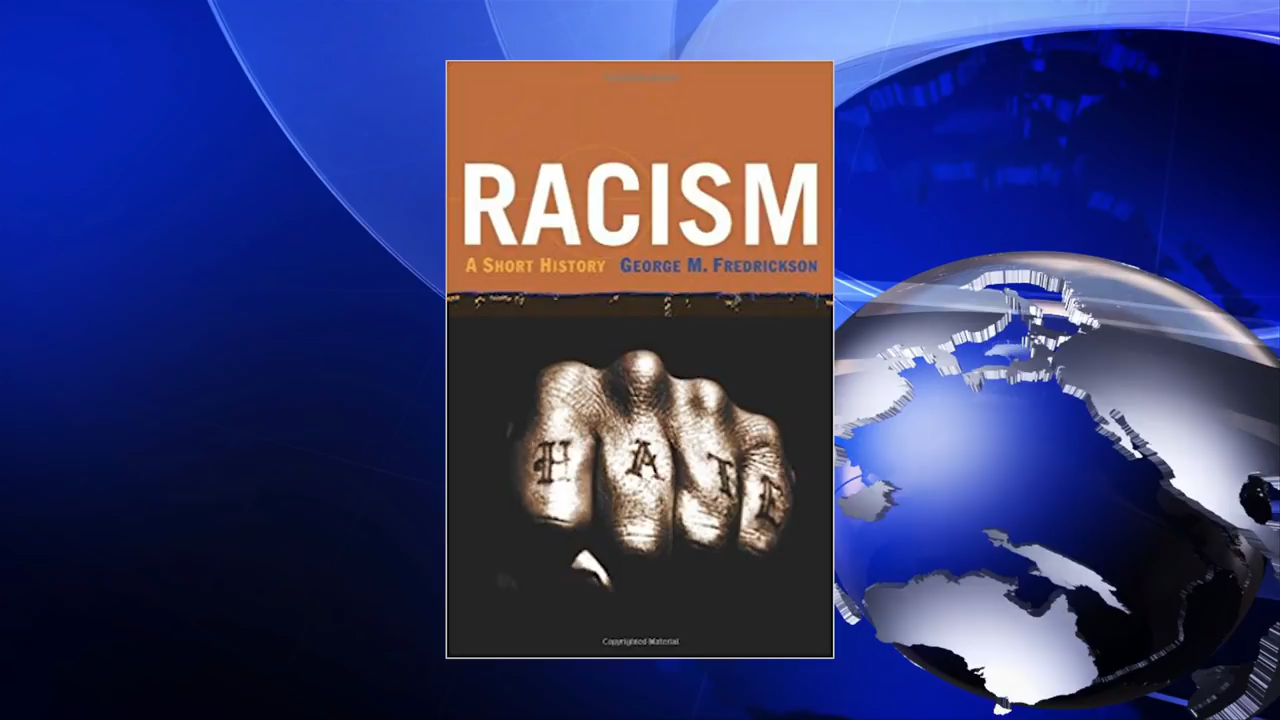 RACISM
A SHORT HISTORY GEORGE M. FREDRICKSON
HATE
Copyrighted Material